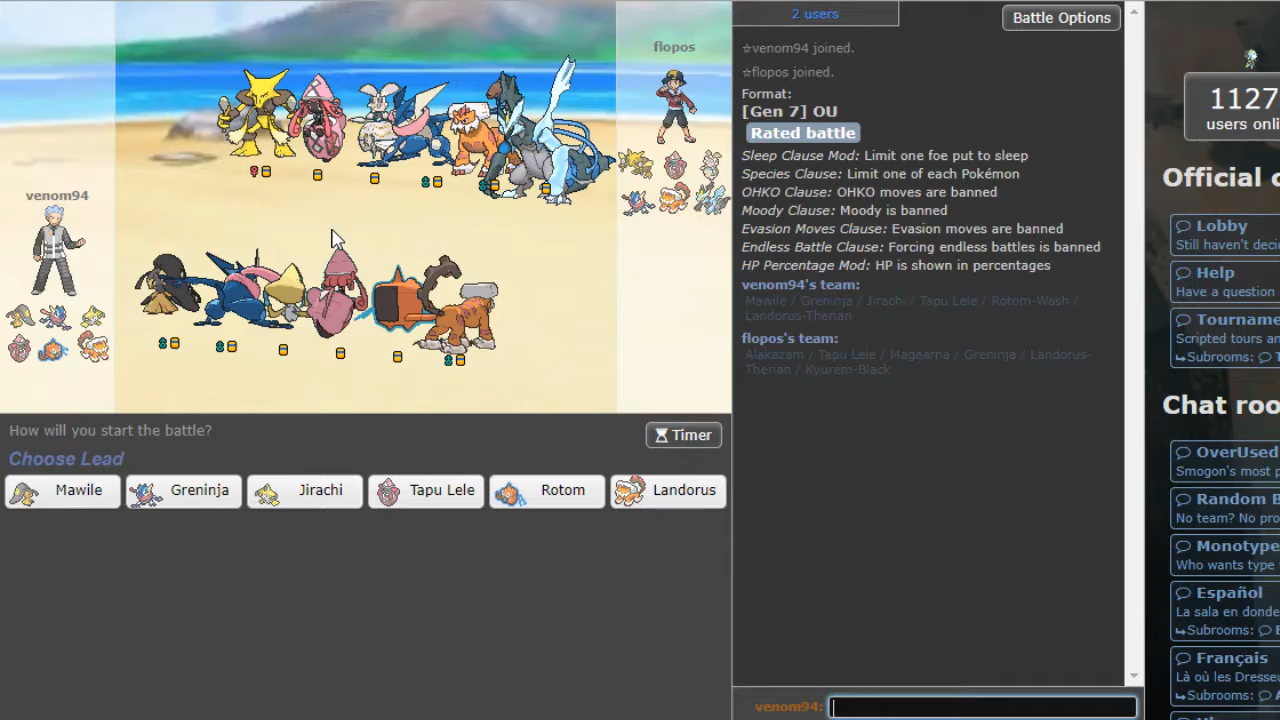 2 users
Battle Options
☆venom94 joined.
☆flopos joined.
Format:
[Gen 7] OU
Rated battle
Sleep Clause Mod: Limit one foe put to sleep
Species Clause: Limit one of each Pokémon
OHKO Clause: OHKO moves are banned
Moody Clause: Moody is banned
Evasion Moves Clause: Evasion moves are banned
Endless Battle Clause: Forcing endless battles is banned
HP Percentage Mod: HP is shown in percentages
venom94's team:
Mawile / Greninja / Jirachi / Tapu Lele / Rotom-Wash /
Landorus-Therian
flopos's team:
Alakazam / Tapu Lele / Magearna / Greninja / Landorus-
Therian / Kyurem-Black
venom94:
flopos
venom94
How will you start the battle?
Timer
Choose Lead
Mawile
Greninja
Jirachi
Tapu Lele
Rotom
Landorus
1127
users onli
Official c
Lobby
Still haven't deci
Help
Have a question
Tourname
Scripted tours an
↳Subrooms:
Chat roo
OverUsed
Smogon's most p
Random B
No team? No pro
Monotype
Who wants type
Español
La sala en donde
↳Subrooms:
Français
Là où les Dresseu
↳Subrooms: